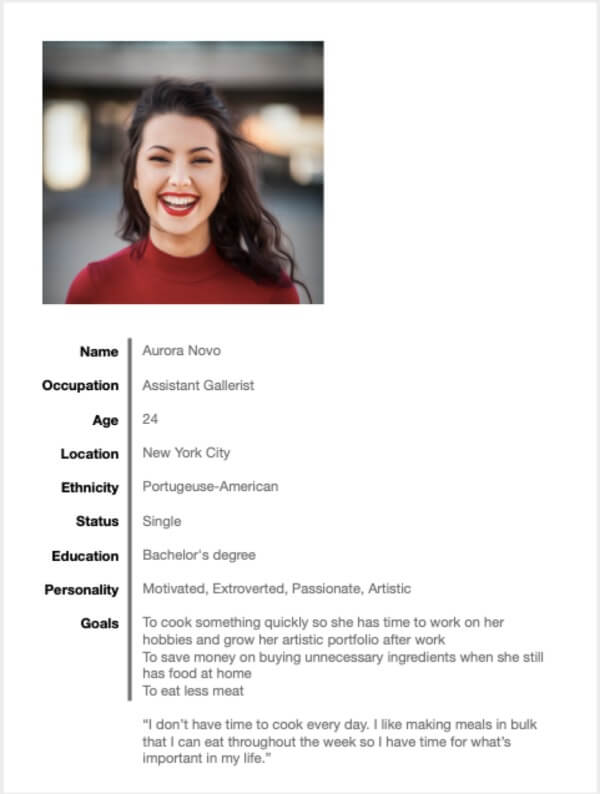 Name Aurora Novo
Occupation Assistant Gallerist
Age 24
Location New York City
Ethnicity Portugeuse-American
Status Single
Education Bachelor's degree
Personality Motivated, Extroverted, Passionate, Artistic
Goals To cook something quickly so she has time to work on her
hobbies and grow her artistic portfolio after work
To save money on buying unnecessary ingredients when she still
has food at home
To eat less meat
“I don’t have time to cook every day. I like making meals in bulk
that I can eat throughout the week so I have time for what’s
important in my life.”